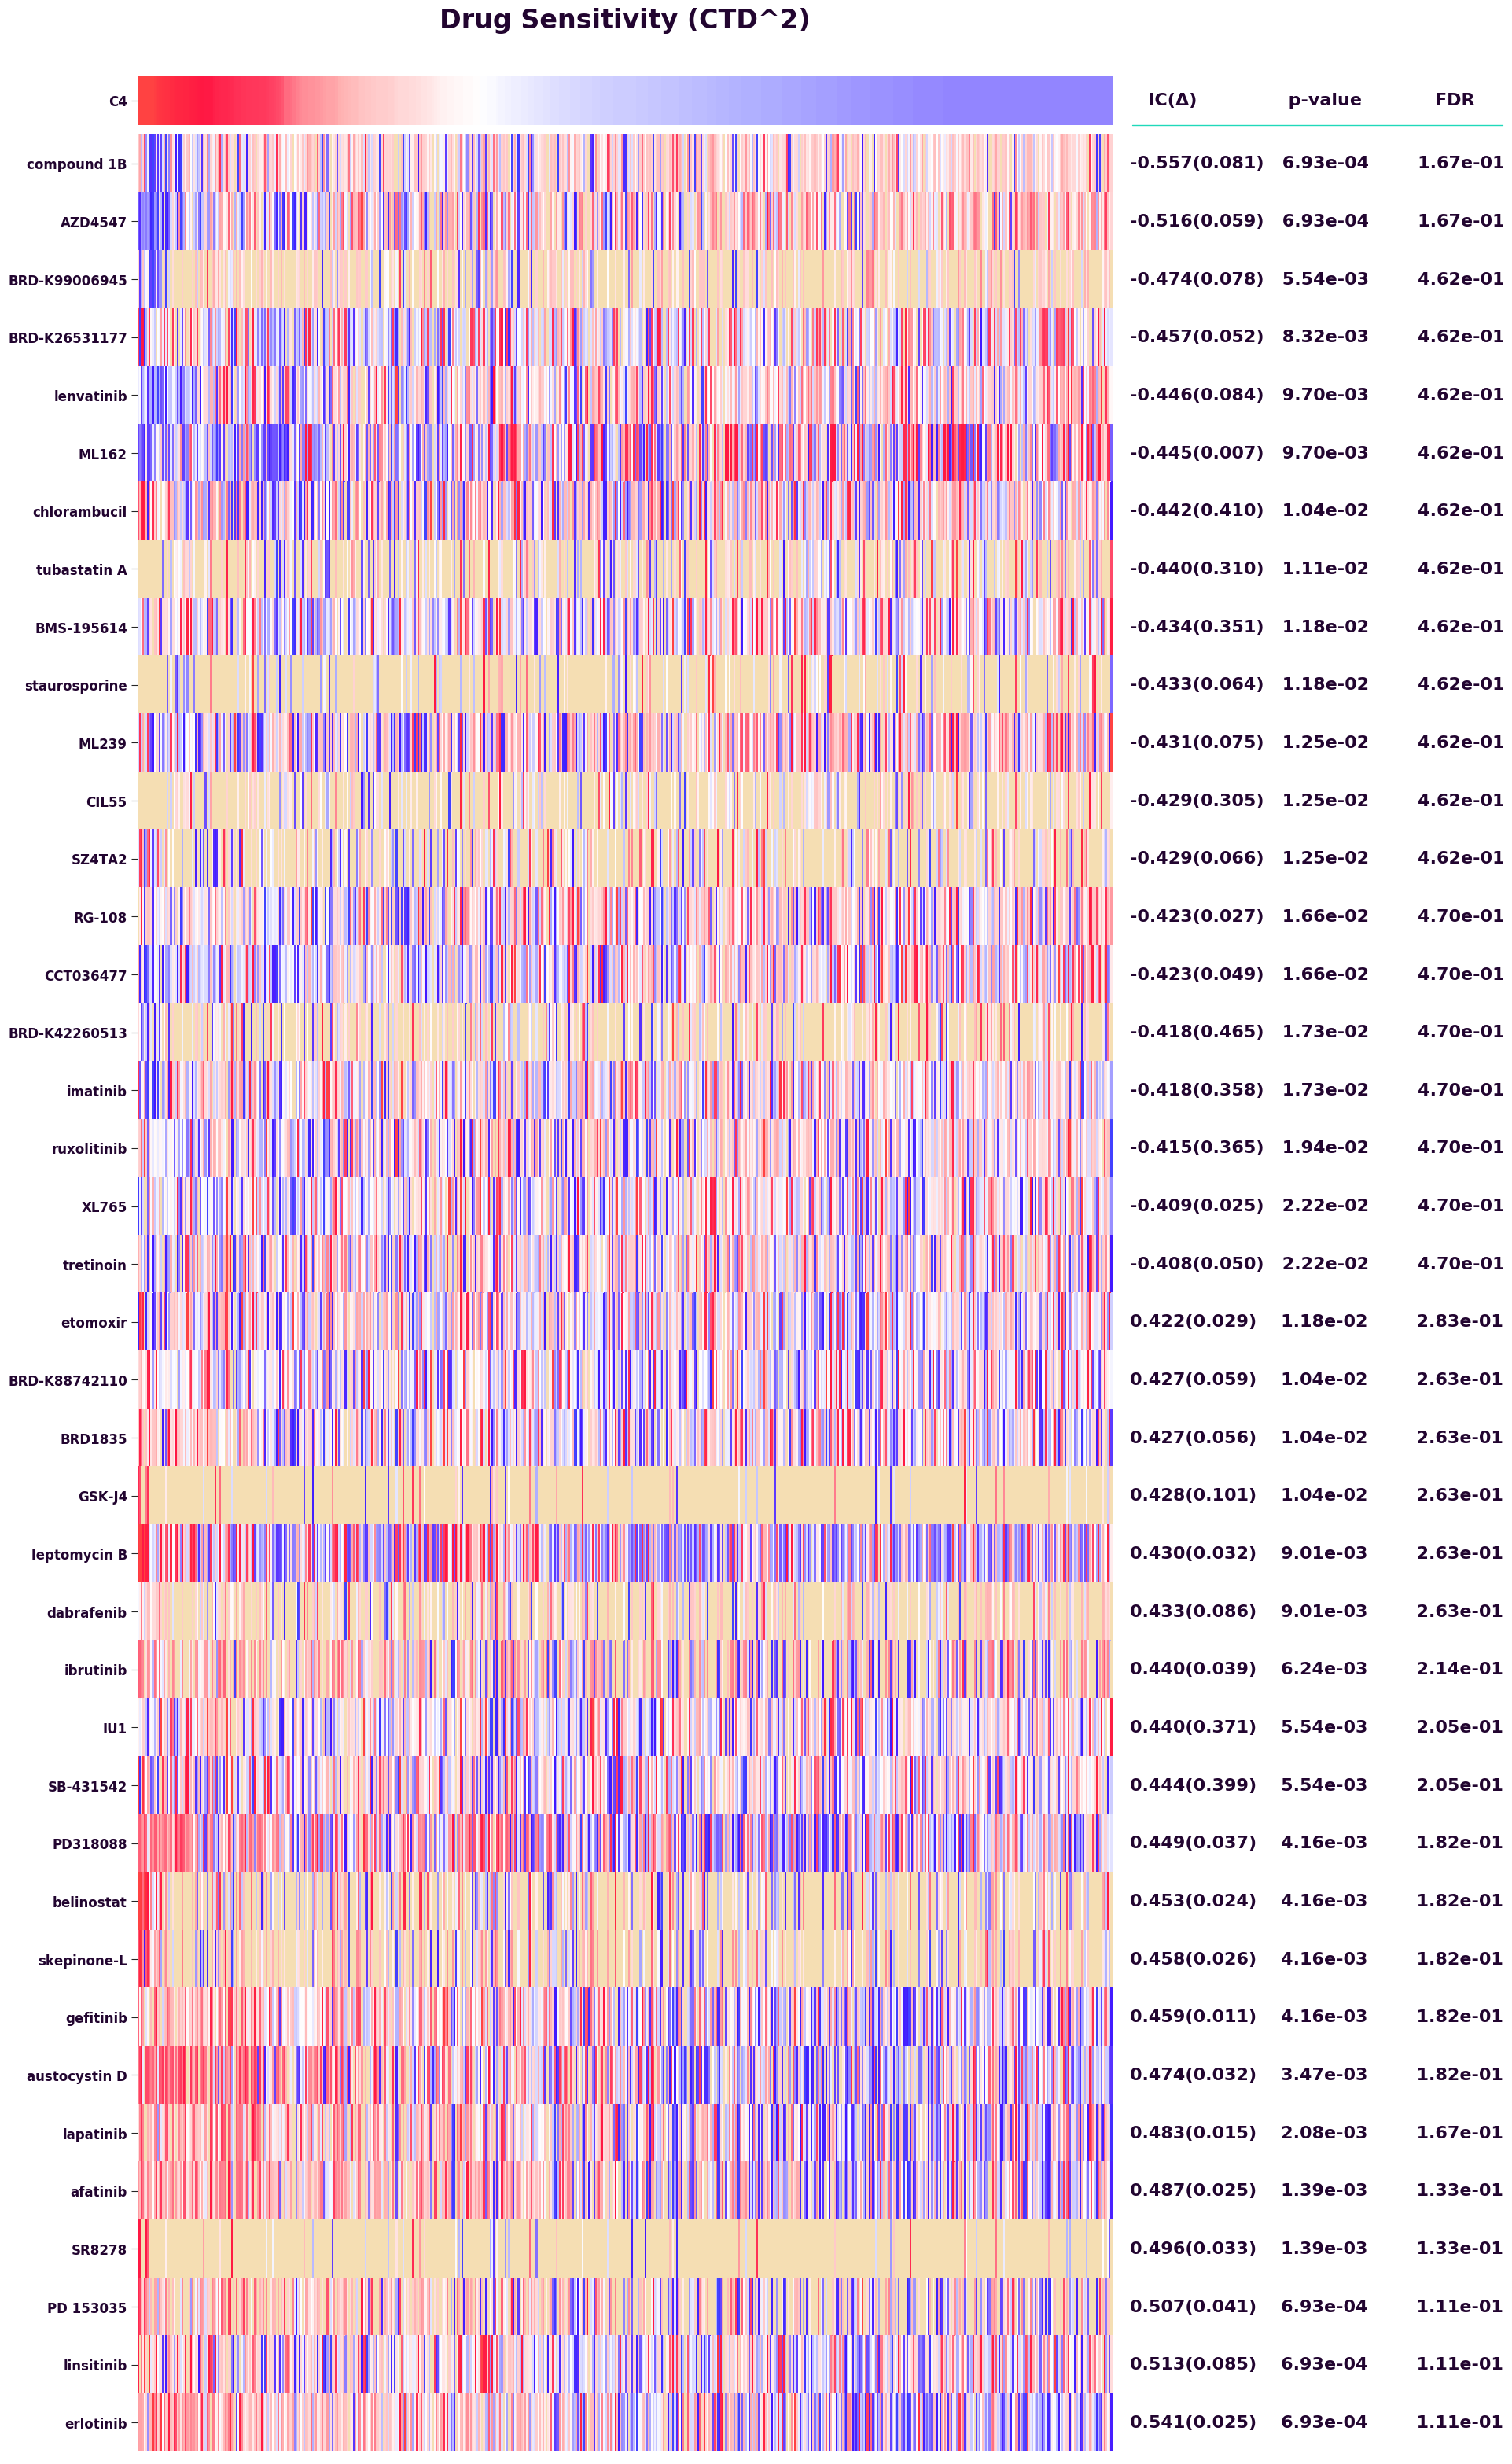 Drug Sensitivity (CTD^2)
C4 IC(Δ) p-value FDR
compound 1B -0.557(0.081) 6.93e-04 1.67e-01
AZD4547 -0.516(0.059) 6.93e-04 1.67e-01
BRD-K99006945 -0.474(0.078) 5.54e-03 4.62e-01
BRD-K26531177 -0.457(0.052) 8.32e-03 4.62e-01
lenvatinib -0.446(0.084) 9.70e-03 4.62e-01
ML162 -0.445(0.007) 9.70e-03 4.62e-01
chlorambucil -0.442(0.410) 1.04e-02 4.62e-01
tubastatin A -0.440(0.310) 1.11e-02 4.62e-01
BMS-195614 -0.434(0.351) 1.18e-02 4.62e-01
staurosporine -0.433(0.064) 1.18e-02 4.62e-01
ML239 -0.431(0.075) 1.25e-02 4.62e-01
CIL55 -0.429(0.305) 1.25e-02 4.62e-01
SZ4TA2 -0.429(0.066) 1.25e-02 4.62e-01
RG-108 -0.423(0.027) 1.66e-02 4.70e-01
CCT036477 -0.423(0.049) 1.66e-02 4.70e-01
BRD-K42260513 -0.418(0.465) 1.73e-02 4.70e-01
imatinib -0.418(0.358) 1.73e-02 4.70e-01
ruxolitinib -0.415(0.365) 1.94e-02 4.70e-01
XL765 -0.409(0.025) 2.22e-02 4.70e-01
tretinoin -0.408(0.050) 2.22e-02 4.70e-01
etomoxir 0.422(0.029) 1.18e-02 2.83e-01
BRD-K88742110 0.427(0.059) 1.04e-02 2.63e-01
BRD1835 0.427(0.056) 1.04e-02 2.63e-01
GSK-J4 0.428(0.101) 1.04e-02 2.63e-01
leptomycin B 0.430(0.032) 9.01e-03 2.63e-01
dabrafenib 0.433(0.086) 9.01e-03 2.63e-01
ibrutinib 0.440(0.039) 6.24e-03 2.14e-01
IU1 0.440(0.371) 5.54e-03 2.05e-01
SB-431542 0.444(0.399) 5.54e-03 2.05e-01
PD318088 0.449(0.037) 4.16e-03 1.82e-01
belinostat 0.453(0.024) 4.16e-03 1.82e-01
skepinone-L 0.458(0.026) 4.16e-03 1.82e-01
gefitinib 0.459(0.011) 4.16e-03 1.82e-01
austocystin D 0.474(0.032) 3.47e-03 1.82e-01
lapatinib 0.483(0.015) 2.08e-03 1.67e-01
afatinib 0.487(0.025) 1.39e-03 1.33e-01
SR8278 0.496(0.033) 1.39e-03 1.33e-01
PD 153035 0.507(0.041) 6.93e-04 1.11e-01
linsitinib 0.513(0.085) 6.93e-04 1.11e-01
erlotinib 0.541(0.025) 6.93e-04 1.11e-01